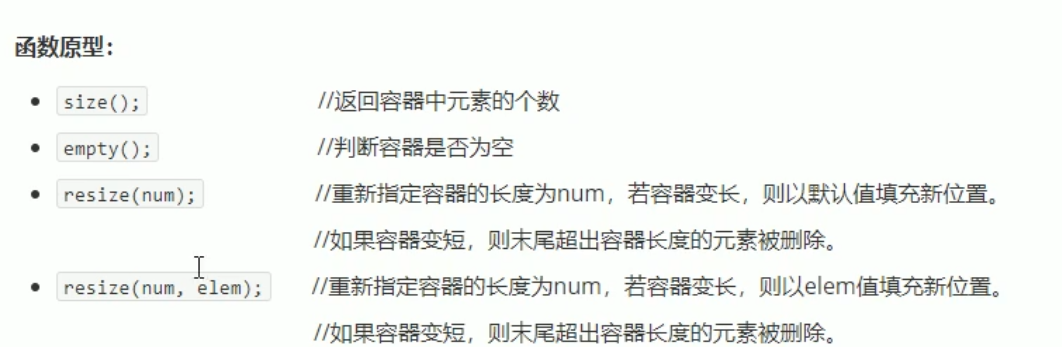 函数原型：
size(); //返回容器中元素的个数
empty(); //判断容器是否为空
resize(num); //重新指定容器的长度为num，若容器变长，则以默认值填充新位置。
//如果容器变短，则末尾超出容器长度的元素被删除。
resize(num, elem); //重新指定容器的长度为num，若容器变长，则以elem值填充新位置。
//如果容器变短，则末尾超出容器长度的元素被删除。